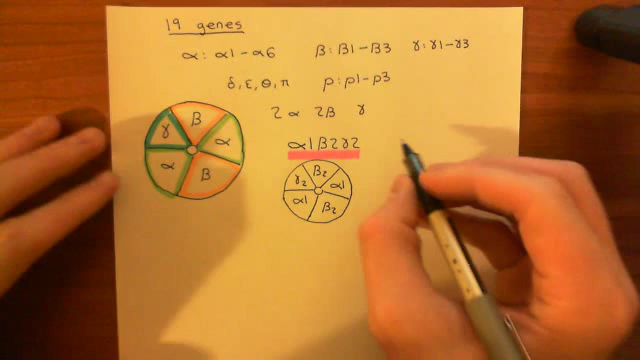 19 genes
α: α1-α6 β: β1-β3 γ: γ1-γ3
δ, ε, θ, π ρ: ρ1-ρ3
2α 2β γ
α1β2γ2
β
γ α
α β
β2
γ2 α1
α1 β2